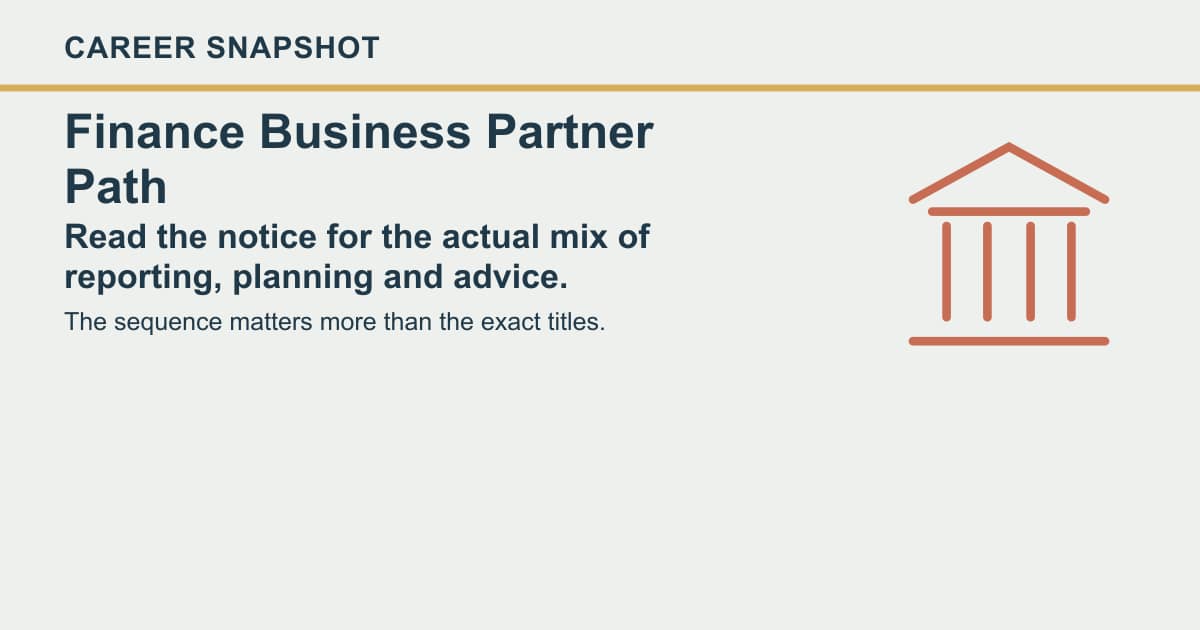 CAREER SNAPSHOT
Finance Business Partner
Path
Read the notice for the actual mix of
reporting, planning and advice.
The sequence matters more than the exact titles.